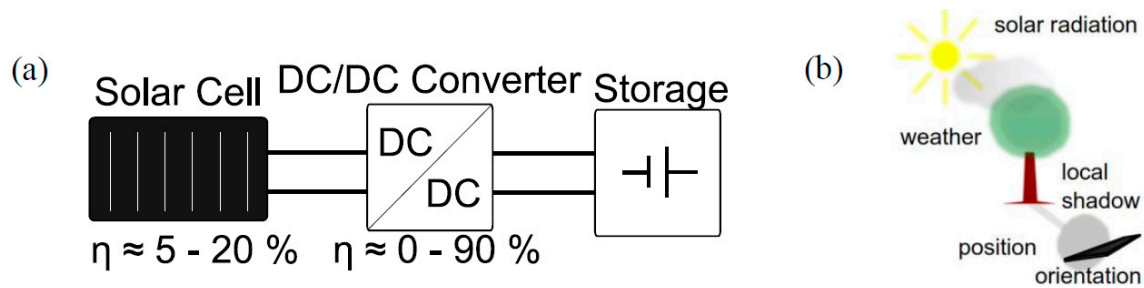 (a)
Solar Cell
DC/DC Converter
Storage
DC
DC
η ≈ 5 - 20 %
η ≈ 0 - 90 %
(b)
solar radiation
weather
local
shadow
position
orientation